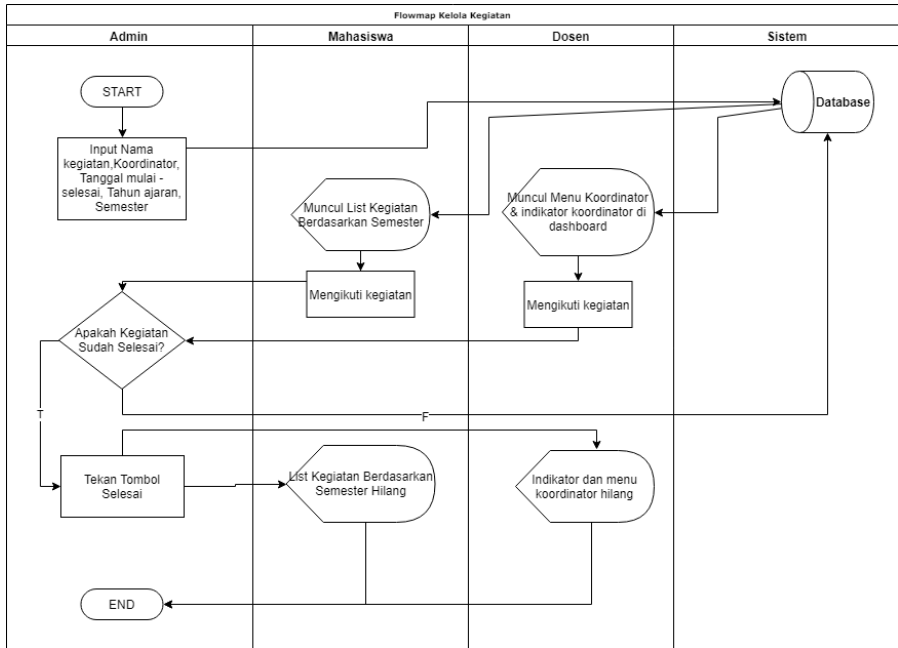 Flowmap Kelola Kegiatan
Admin
Mahasiswa
Dosen
Sistem
START
Database
Input Nama
kegiatan,Koordinator,
Tanggal mulai -
selesai, Tahun ajaran,
Semester
Muncul List Kegiatan
Berdasarkan Semester
Muncul Menu Koordinator
& indikator koordinator di
dashboard
Mengikuti kegiatan
Mengikuti kegiatan
Apakah Kegiatan
Sudah Selesai?
T
F
Tekan Tombol
Selesai
List Kegiatan Berdasarkan
Semester Hilang
Indikator dan menu
koordinator hilang
END